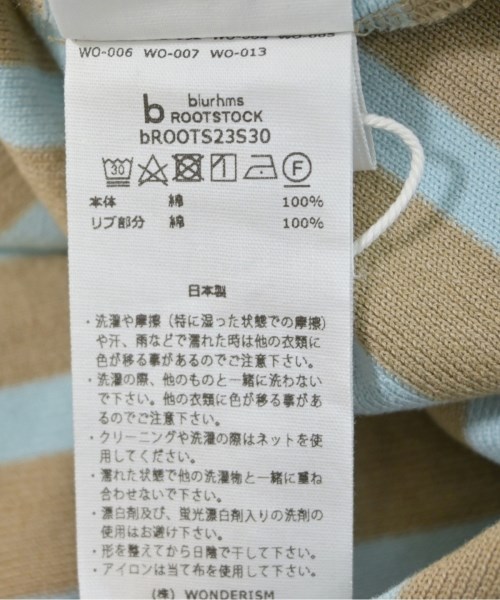 WO-006 WO-007 WO-013
b blurhms
ROOTSTOCK
bROOTS23S30
30 F
本体 綿 100%
リブ部分 綿 100%
日本製
・洗濯や摩擦(特に湿った状態での摩擦)
や汗、雨などで濡れた時は他の衣類に
色が移る事があるのでご注意下さい。
・洗濯の際、他のものと一緒に洗わない
で下さい。他の衣類に色が移る事があ
るのでご注意下さい。
・クリーニングや洗濯の際はネットを使
用してください。
・濡れた状態で他の洗濯物と一緒に重ね
合わせないで下さい。
・漂白剤及び、蛍光漂白剤入りの洗剤の
使用はお避け下さい。
・形を整えてから日陰で干して下さい。
・アイロンは当て布を使用して下さい。
(株) WONDERISM